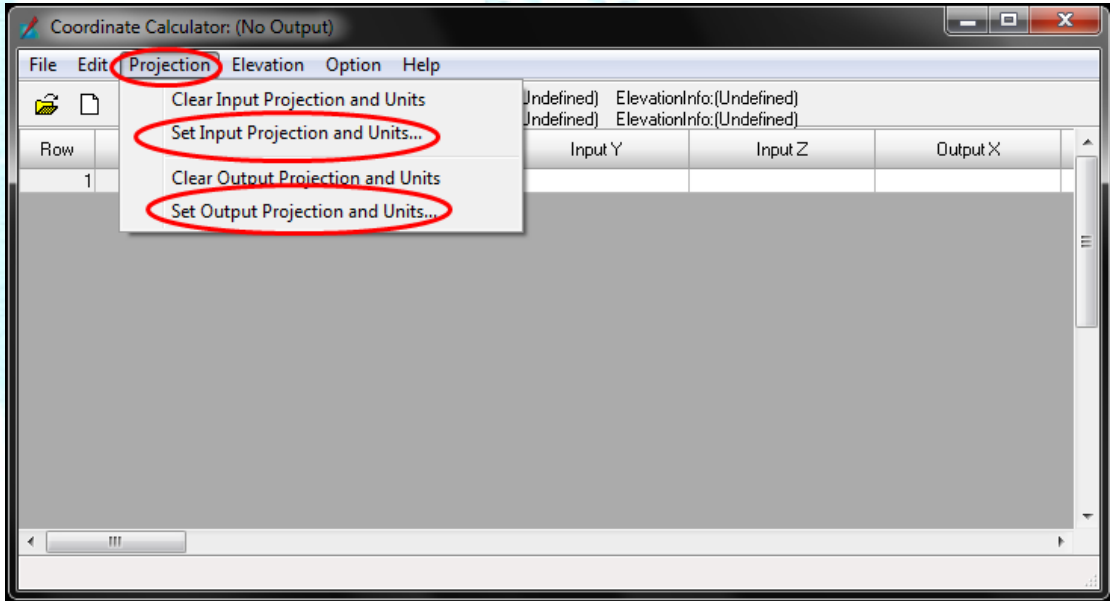 Coordinate Calculator: (No Output)
File Edit Projection Elevation Option Help
Clear Input Projection and Units
Set Input Projection and Units...
Clear Output Projection and Units
Set Output Projection and Units...
Undefined) ElevationInfo:(Undefined)
Undefined) ElevationInfo:(Undefined)
Row Input Y Input Z Output X
1